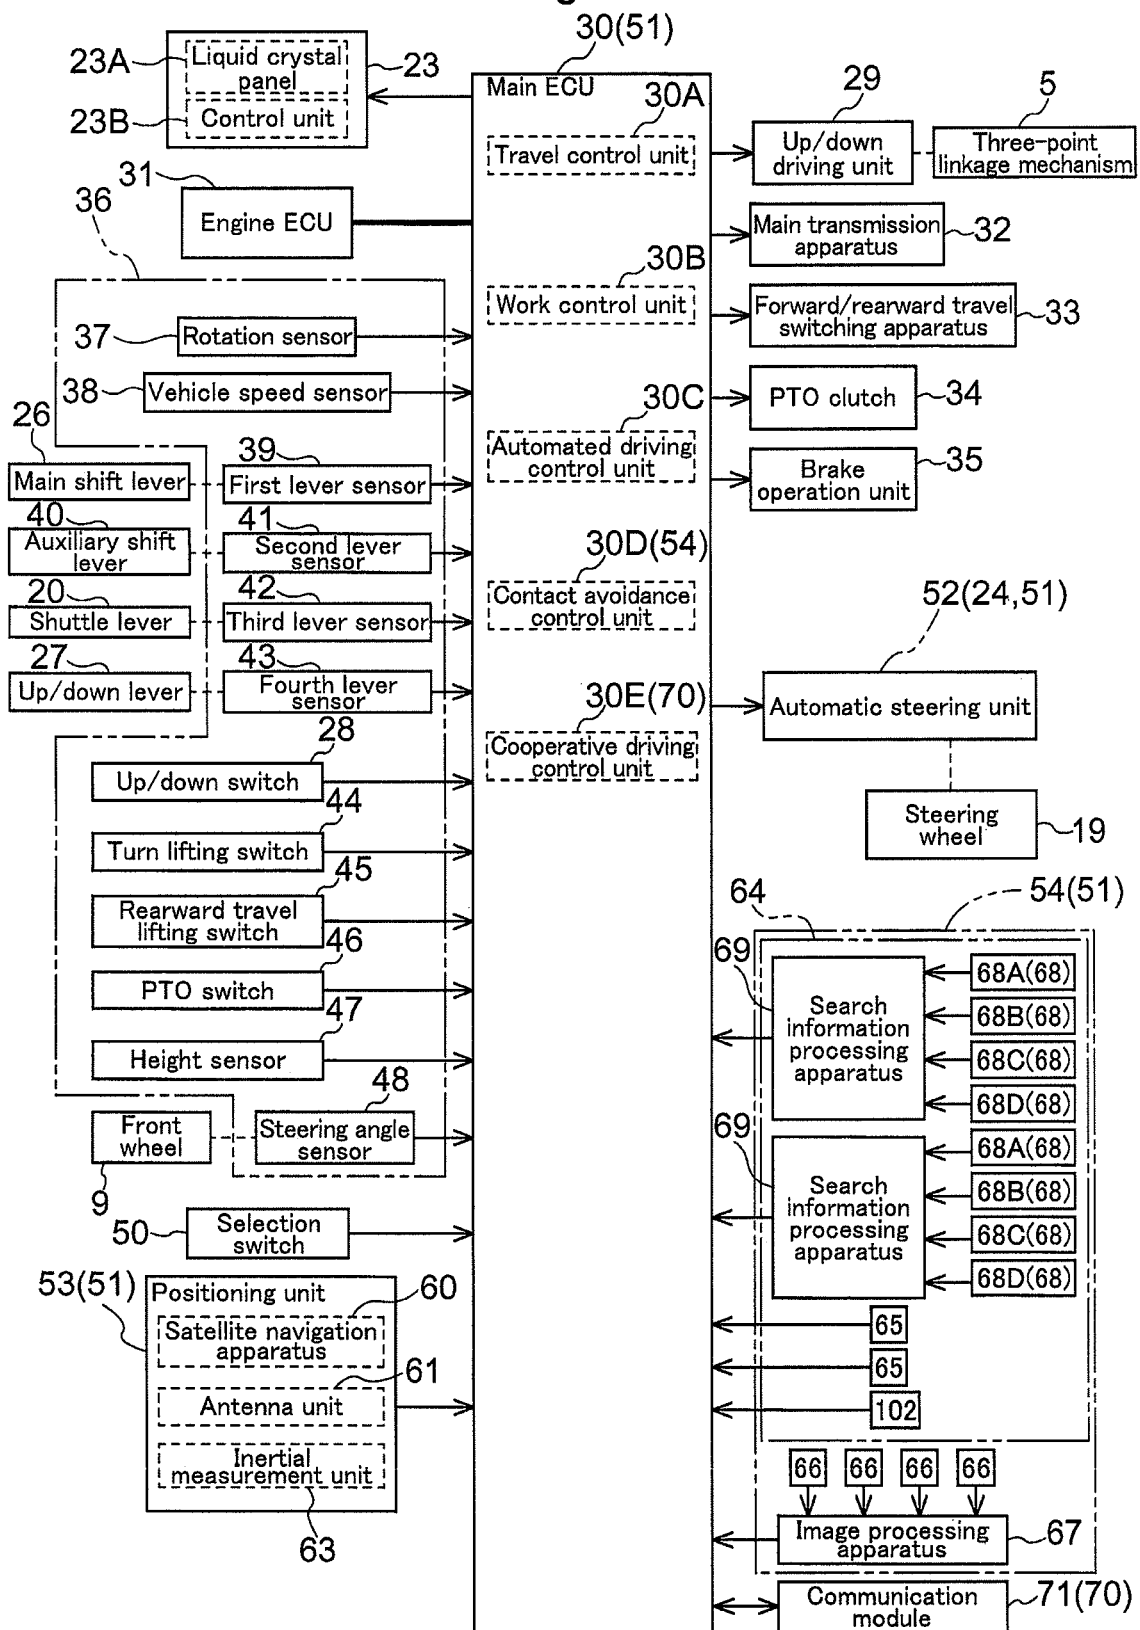 30(51)
23A
Liquid crystal
panel
23
23B
Control unit
Main ECU
30A
Travel control unit
29
Up/down
driving unit
5
Three-point
linkage mechanism
31
Engine ECU
36
Main transmission
apparatus
32
30B
Work control unit
Forward/rearward travel
switching apparatus
33
37
Rotation sensor
38
Vehicle speed sensor
30C
PTO clutch
34
26
Main shift lever
39
First lever sensor
Automated driving
control unit
Brake
operation unit
35
40
Auxiliary shift
lever
41
Second lever
sensor
30D(54)
Contact avoidance
control unit
20
Shuttle lever
42
Third lever sensor
52(24,51)
27
Up/down lever
43
Fourth lever
sensor
30E(70)
Automatic steering unit
Cooperative driving
control unit
28
Up/down switch
44
Turn lifting switch
Steering
wheel
19
45
Rearward travel
lifting switch
64
54(51)
46
PTO switch
69
Search
information
processing
apparatus
68A(68)
68B(68)
68C(68)
68D(68)
47
Height sensor
48
Front
wheel
Steering angle
sensor
9
69
Search
information
processing
apparatus
68A(68)
68B(68)
68C(68)
68D(68)
50
Selection
switch
53(51)
Positioning unit
60
Satellite navigation
apparatus
65
65
61
Antenna unit
102
Inertial
measurement unit
63
66
66
66
66
Image processing
apparatus
67
Communication
module
71(70)